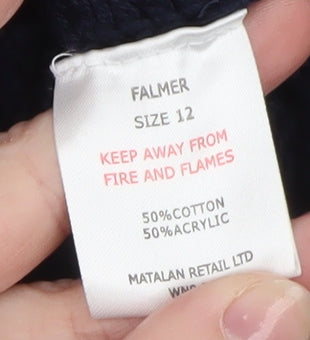 FALMER
SIZE 12
KEEP AWAY FROM
FIRE AND FLAMES
50%COTTON
50%ACRYLIC
MATALAN RETAIL LTD